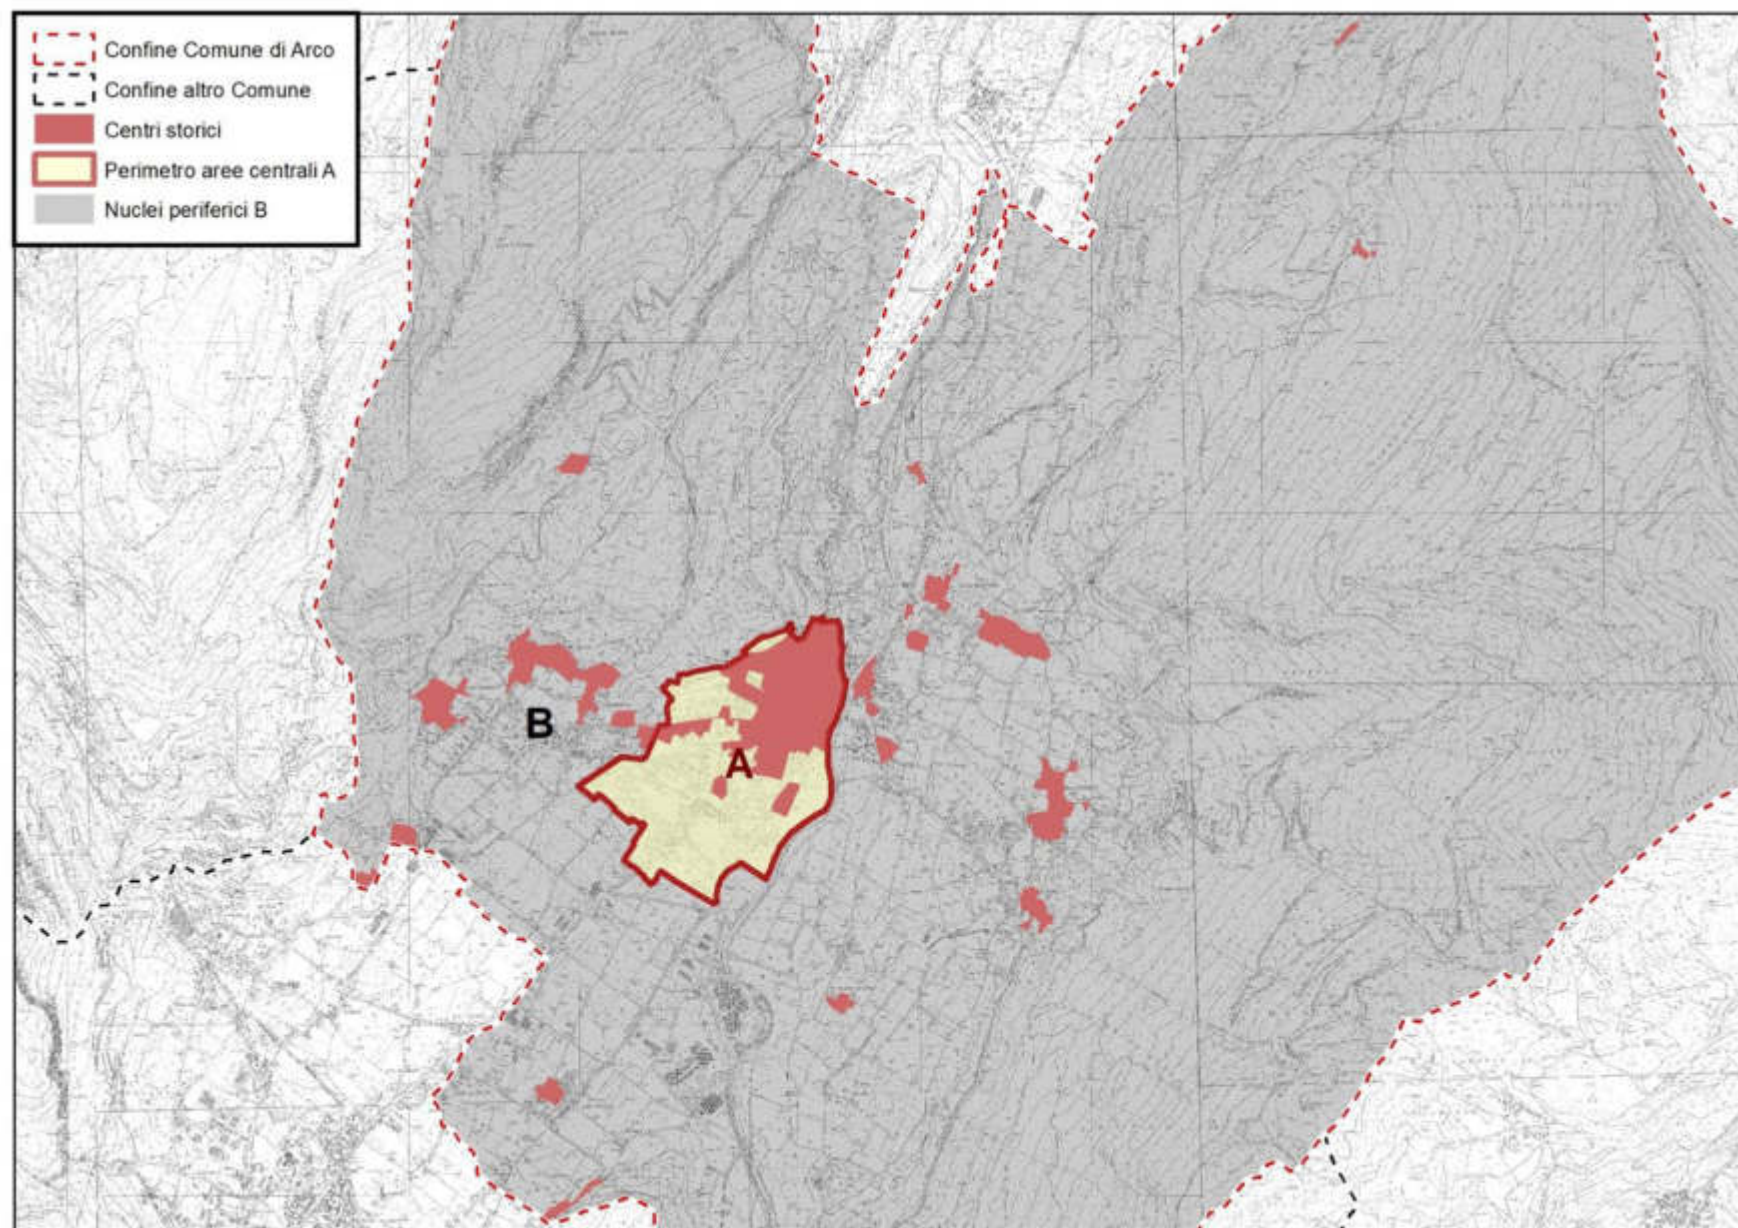 Confine Comune di Arco
Confine altro Comune
Centri storici
Perimetro aree centrali A
Nuclei periferici B
B
A